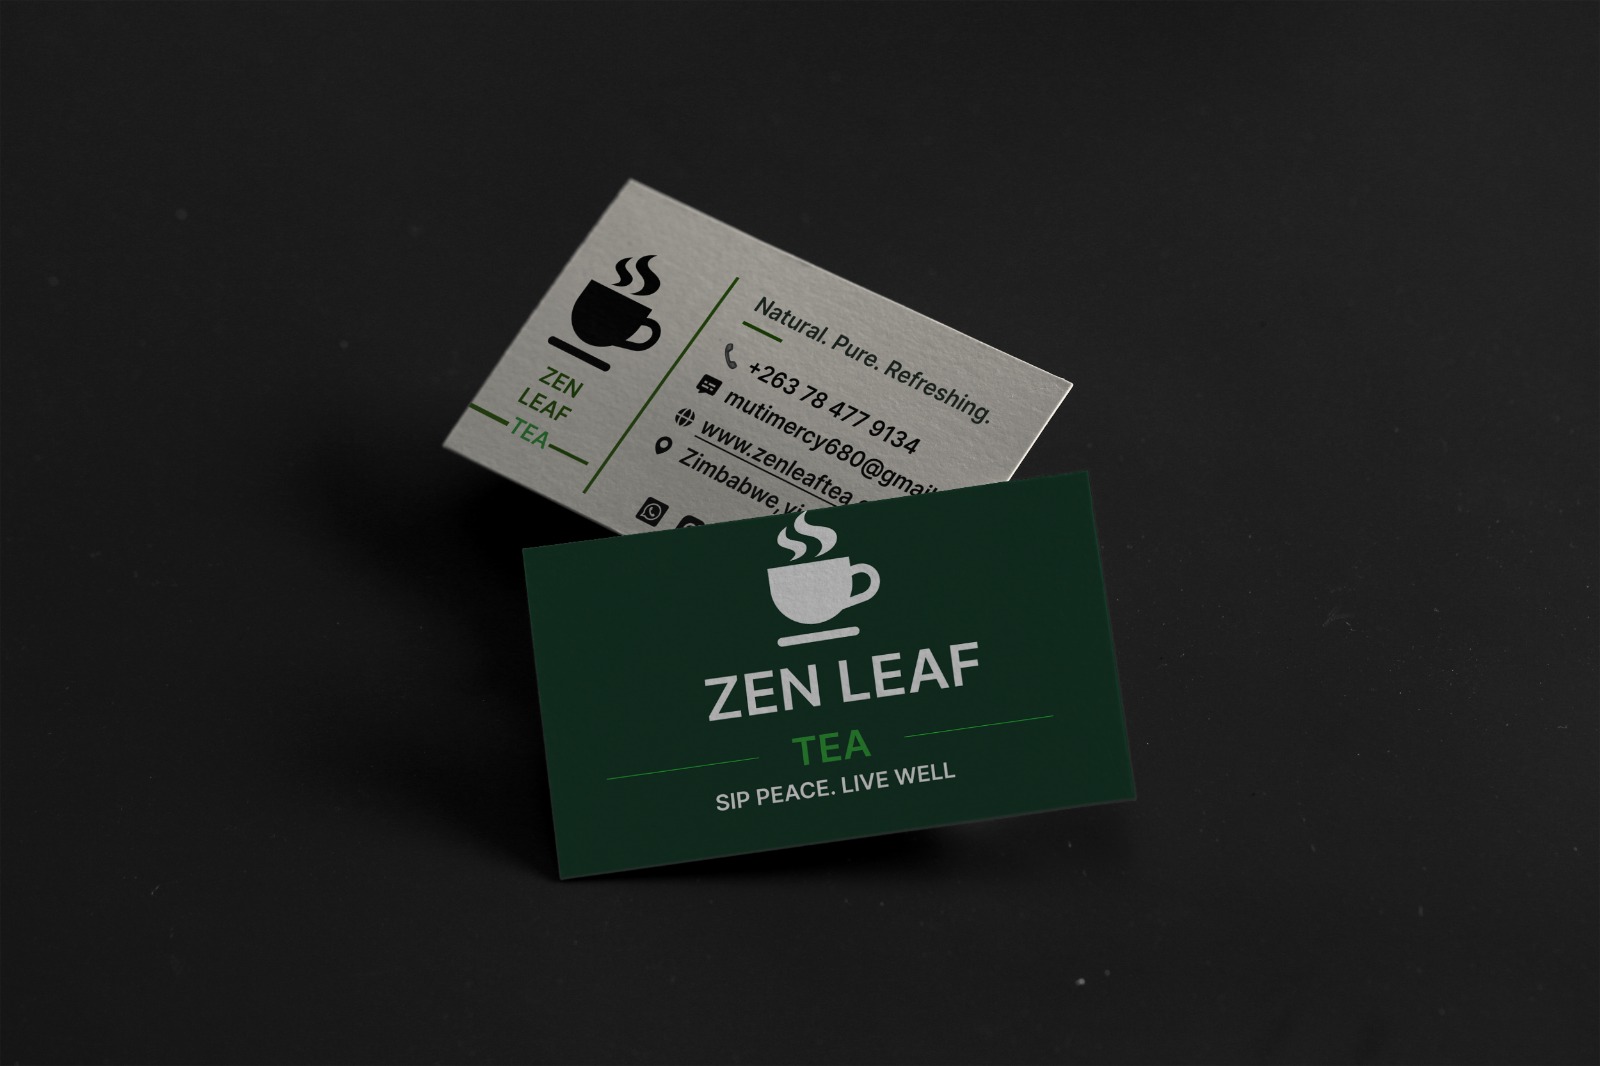 ZEN
LEAF
TEA
Natural. Pure. Refreshing.
+263 78 477 9134
mutimercy680@gmail
www.zenleaftea.
Zimbabwe,
ZEN LEAF
TEA
SIP PEACE. LIVE WELL